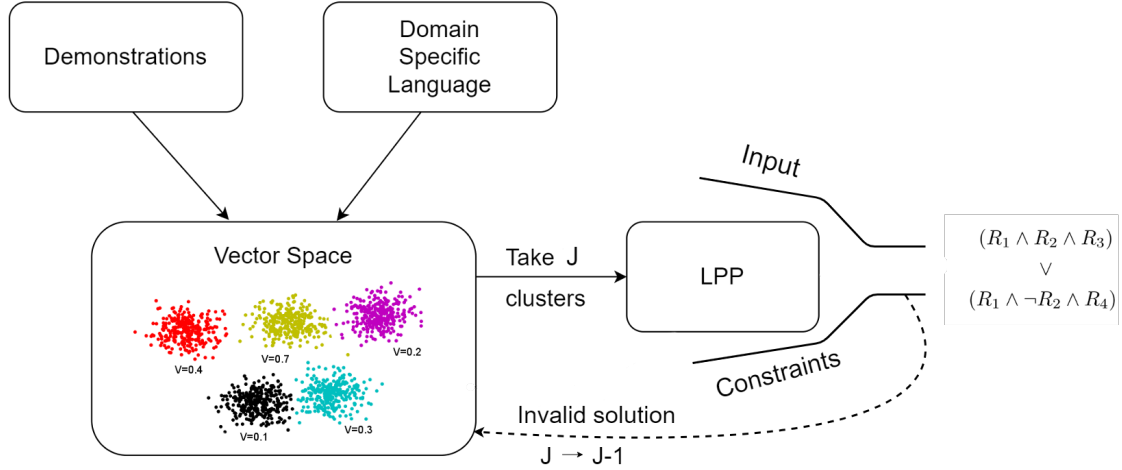 Demonstrations
Domain
Specific
Language
Vector Space
V=0.4
V=0.7
V=0.2
V=0.1
V=0.3
Take J
clusters
LPP
Input
Constraints
(R₁ ∧ R₂ ∧ R₃)
∨
(R₁ ∧ ¬R₂ ∧ R₄)
Invalid solution
J → J-1